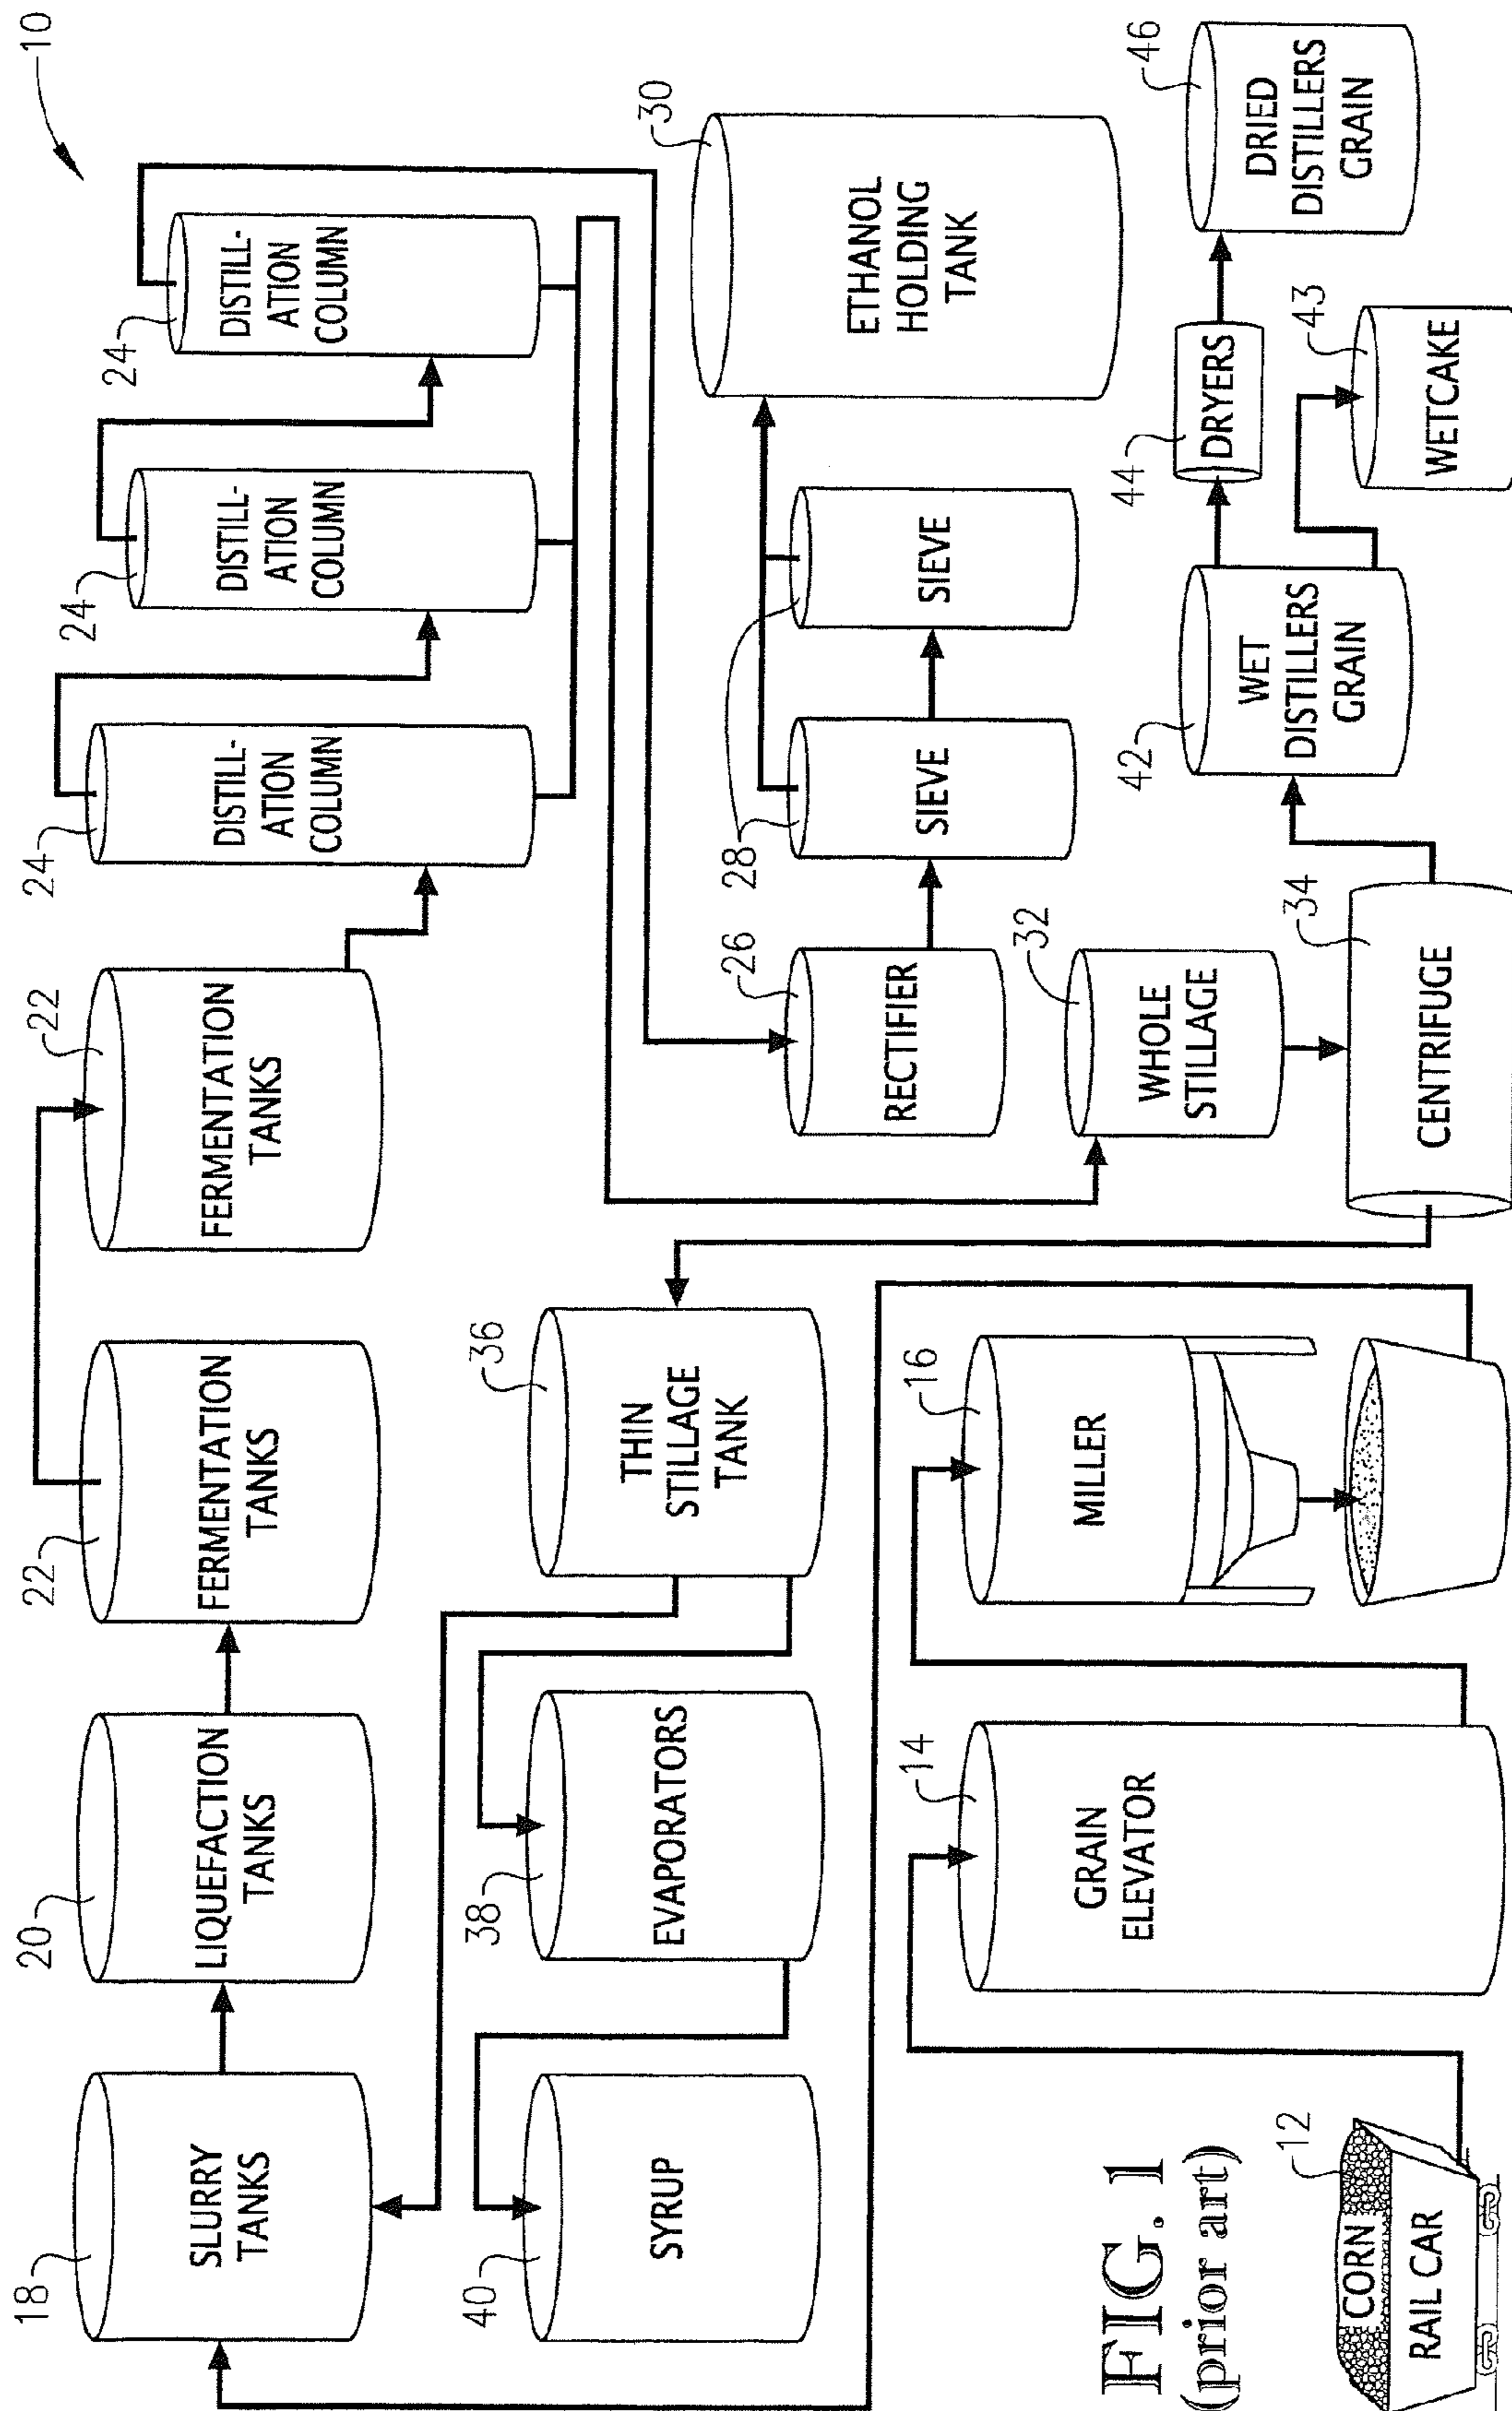 10
18
SLURRY
TANKS
20
LIQUEFACTION
TANKS
22
FERMENTATION
TANKS
22
FERMENTATION
TANKS
24
DISTILL-
ATION
COLUMN
24
DISTILL-
ATION
COLUMN
24
DISTILL-
ATION
COLUMN
40
SYRUP
38
EVAPORATORS
36
THIN
STILLAGE
TANK
26
RECTIFIER
28
SIEVE
SIEVE
30
ETHANOL
HOLDING
TANK
32
WHOLE
STILLAGE
34
CENTRIFUGE
42
WET
DISTILLERS
GRAIN
44
DRYERS
43
WETCAKE
46
DRIED
DISTILLERS
GRAIN
14
GRAIN
ELEVATOR
16
MILLER
12
CORN
RAIL CAR
FIG. 1
(prior art)